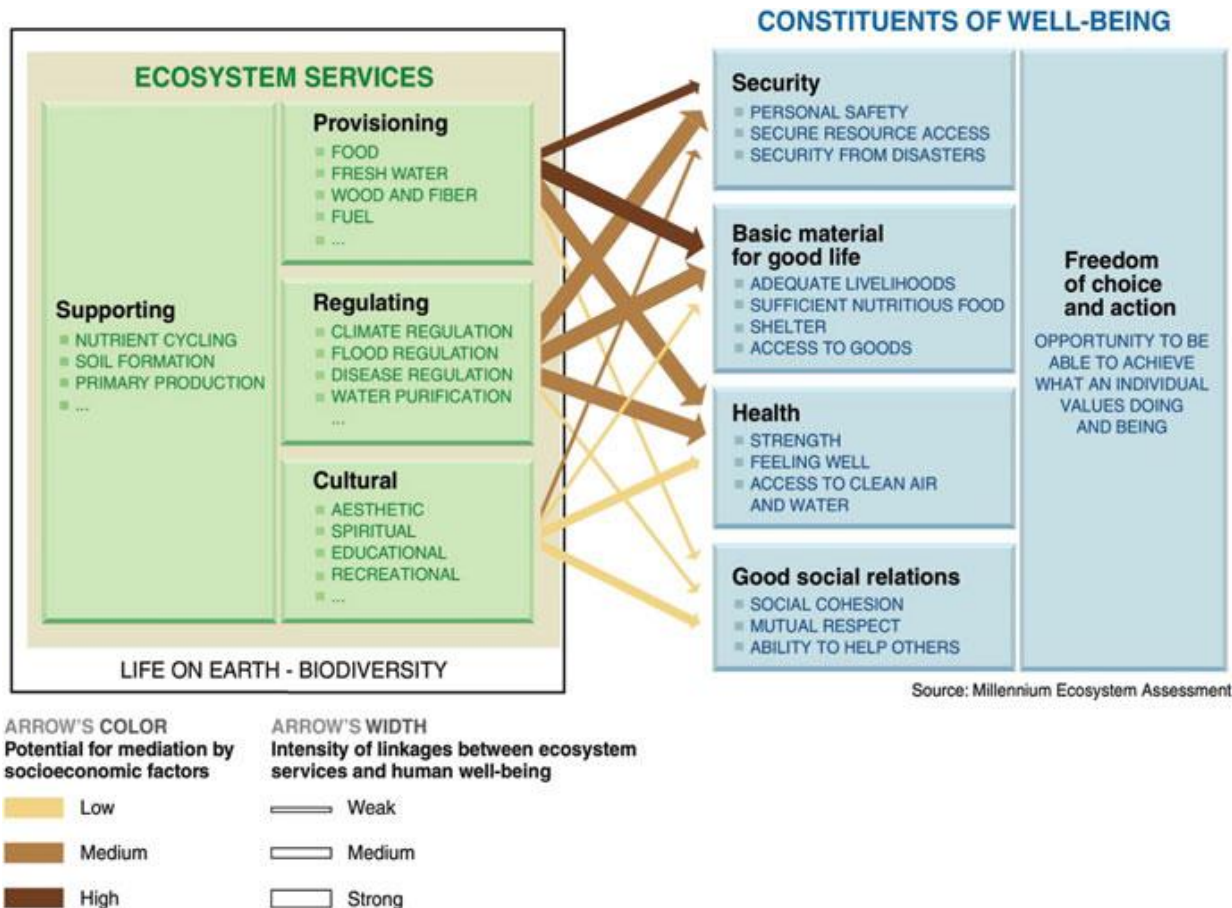 CONSTITUENTS OF WELL-BEING
ECOSYSTEM SERVICES
Supporting
NUTRIENT CYCLING
SOIL FORMATION
PRIMARY PRODUCTION
...
Provisioning
FOOD
FRESH WATER
WOOD AND FIBER
FUEL
...
Regulating
CLIMATE REGULATION
FLOOD REGULATION
DISEASE REGULATION
WATER PURIFICATION
...
Cultural
AESTHETIC
SPIRITUAL
EDUCATIONAL
RECREATIONAL
...
LIFE ON EARTH - BIODIVERSITY
Security
PERSONAL SAFETY
SECURE RESOURCE ACCESS
SECURITY FROM DISASTERS
Basic material
for good life
ADEQUATE LIVELIHOODS
SUFFICIENT NUTRITIOUS FOOD
SHELTER
ACCESS TO GOODS
Health
STRENGTH
FEELING WELL
ACCESS TO CLEAN AIR
AND WATER
Good social relations
SOCIAL COHESION
MUTUAL RESPECT
ABILITY TO HELP OTHERS
Freedom
of choice
and action
OPPORTUNITY TO BE
ABLE TO ACHIEVE
WHAT AN INDIVIDUAL
VALUES DOING
AND BEING
Source: Millennium Ecosystem Assessment
ARROW'S COLOR
Potential for mediation by
socioeconomic factors
Low
Medium
High
ARROW'S WIDTH
Intensity of linkages between ecosystem
services and human well-being
Weak
Medium
Strong